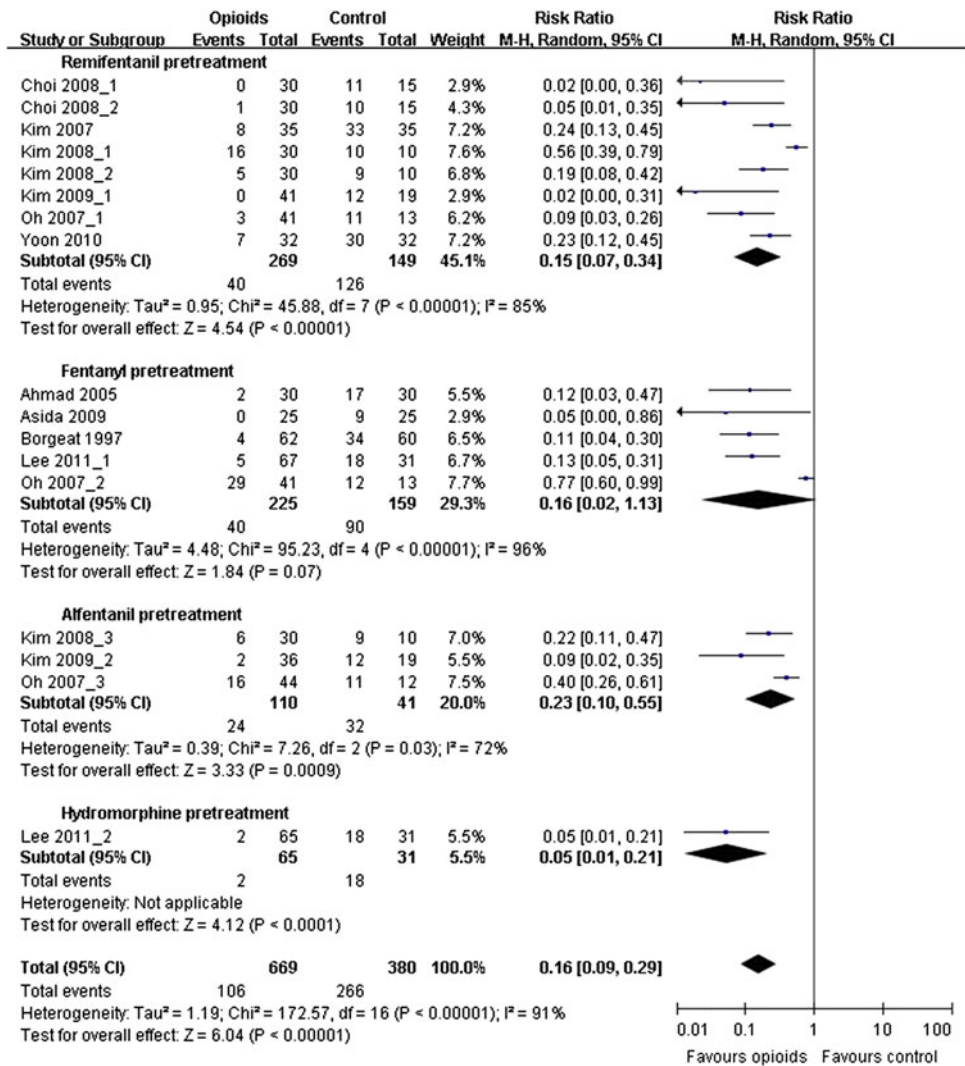 Opioids Control Risk Ratio Risk Ratio
Study or Subgroup Events Total Events Total Weight M-H, Random, 95% CI M-H, Random, 95% CI
Remifentanil pretreatment
Choi 2008_1 0 30 11 15 2.9% 0.02 [0.00, 0.36]
Choi 2008_2 1 30 10 15 4.3% 0.05 [0.01, 0.35]
Kim 2007 8 35 33 35 7.2% 0.24 [0.13, 0.45]
Kim 2008_1 16 30 10 10 7.6% 0.56 [0.39, 0.79]
Kim 2008_2 5 30 9 10 6.8% 0.19 [0.08, 0.42]
Kim 2009_1 0 41 12 19 2.9% 0.02 [0.00, 0.31]
Oh 2007_1 3 41 11 13 6.2% 0.09 [0.03, 0.26]
Yoon 2010 7 32 30 32 7.2% 0.23 [0.12, 0.45]
Subtotal (95% CI) 269 149 45.1% 0.15 [0.07, 0.34]
Total events 40 126
Heterogeneity: Tau² = 0.95; Chi² = 45.88, df = 7 (P < 0.00001); I² = 85%
Test for overall effect: Z = 4.54 (P < 0.00001)
Fentanyl pretreatment
Ahmad 2005 2 30 17 30 5.5% 0.12 [0.03, 0.47]
Asida 2009 0 25 9 25 2.9% 0.05 [0.00, 0.86]
Borgeat 1997 4 62 34 60 6.5% 0.11 [0.04, 0.30]
Lee 2011_1 5 67 18 31 6.7% 0.13 [0.05, 0.31]
Oh 2007_2 29 41 12 13 7.7% 0.77 [0.60, 0.99]
Subtotal (95% CI) 225 159 29.3% 0.16 [0.02, 1.13]
Total events 40 90
Heterogeneity: Tau² = 4.48; Chi² = 95.23, df = 4 (P < 0.00001); I² = 96%
Test for overall effect: Z = 1.84 (P = 0.07)
Alfentanil pretreatment
Kim 2008_3 6 30 9 10 7.0% 0.22 [0.11, 0.47]
Kim 2009_2 2 36 12 19 5.5% 0.09 [0.02, 0.35]
Oh 2007_3 16 44 11 12 7.5% 0.40 [0.26, 0.61]
Subtotal (95% CI) 110 41 20.0% 0.23 [0.10, 0.55]
Total events 24 32
Heterogeneity: Tau² = 0.39; Chi² = 7.26, df = 2 (P = 0.03); I² = 72%
Test for overall effect: Z = 3.33 (P = 0.0009)
Hydromorphine pretreatment
Lee 2011_2 2 65 18 31 5.5% 0.05 [0.01, 0.21]
Subtotal (95% CI) 65 31 5.5% 0.05 [0.01, 0.21]
Total events 2 18
Heterogeneity: Not applicable
Test for overall effect: Z = 4.12 (P < 0.0001)
Total (95% CI) 669 380 100.0% 0.16 [0.09, 0.29]
Total events 106 266
Heterogeneity: Tau² = 1.19; Chi² = 172.57, df = 16 (P < 0.00001); I² = 91%
Test for overall effect: Z = 6.04 (P < 0.00001)
0.01 0.1 1 10 100
Favours opioids Favours control